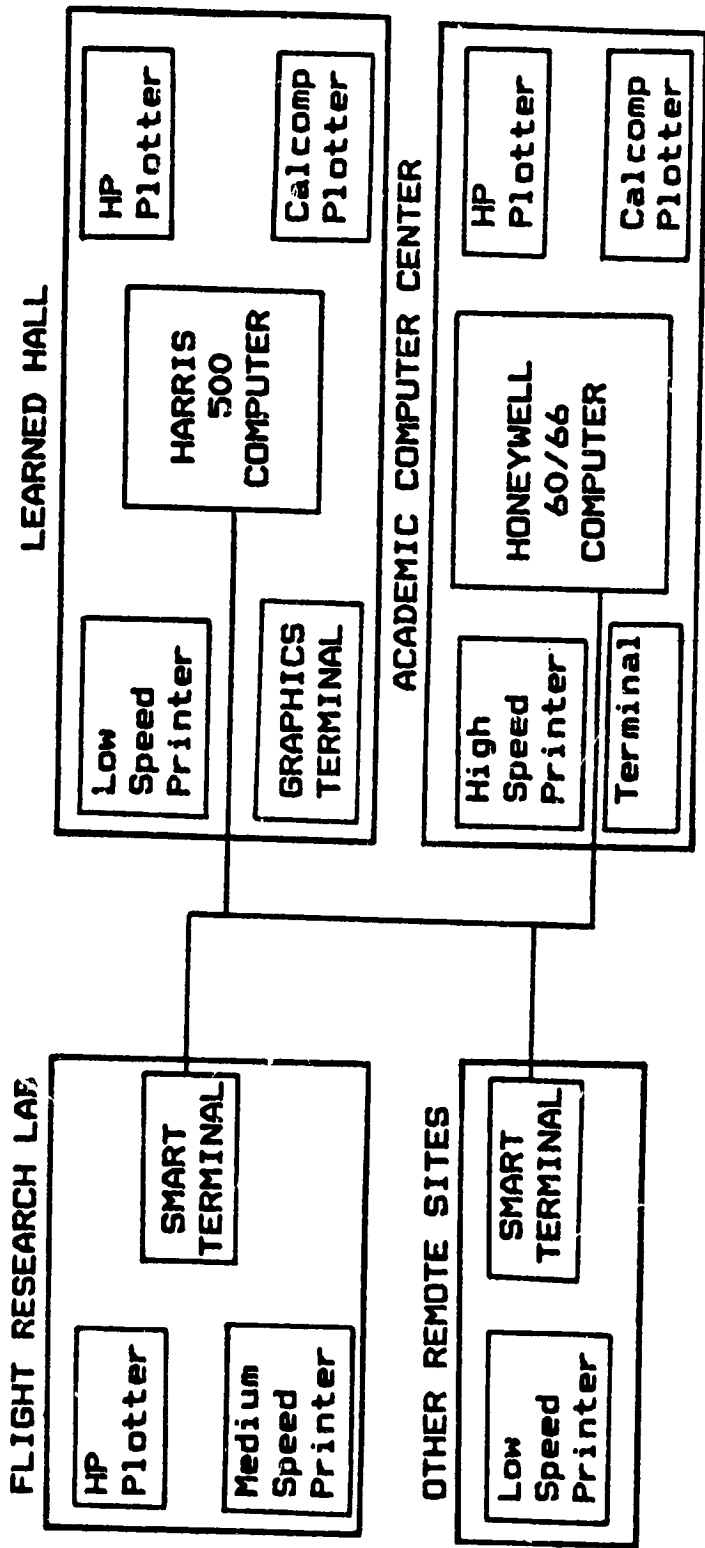 FLIGHT RESEARCH LAB
HP
Plotter
Medium
Speed
Printer
SMART
TERMINAL
OTHER REMOTE SITES
Low
Speed
Printer
SMART
TERMINAL
LEARNED HALL
Low
Speed
Printer
GRAPHICS
TERMINAL
HARRIS
500
COMPUTER
HP
Plotter
Calcomp
Plotter
ACADEMIC COMPUTER CENTER
High
Speed
Printer
Terminal
HONEYWELL
60/66
COMPUTER
HP
Plotter
Calcomp
Plotter